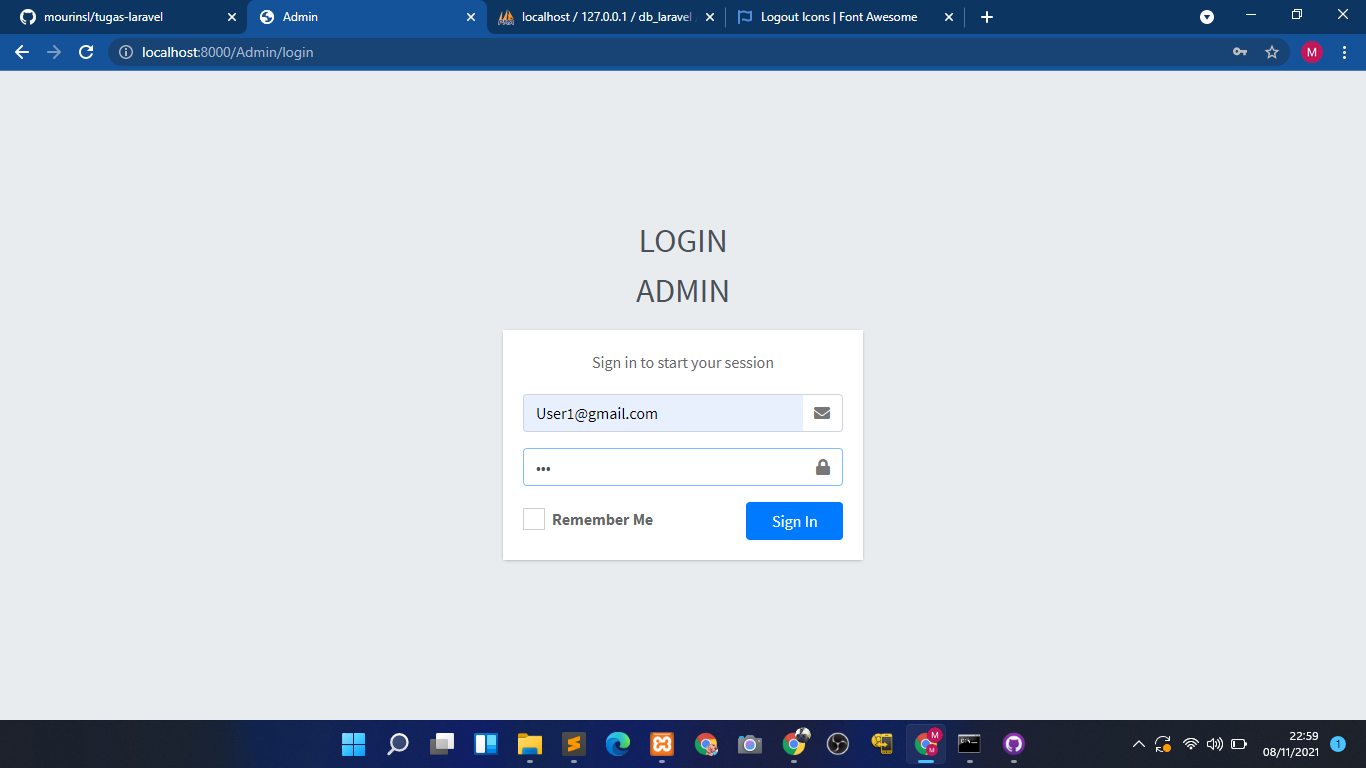 mourinsl/tugas-laravel
Admin
localhost / 127.0.0.1 / db_laravel
Logout Icons | Font Awesome
localhost:8000/Admin/login
M
LOGIN
ADMIN
Sign in to start your session
User1@gmail.com
•••
Remember Me
Sign In
M
M
22:59
08/11/2021
1